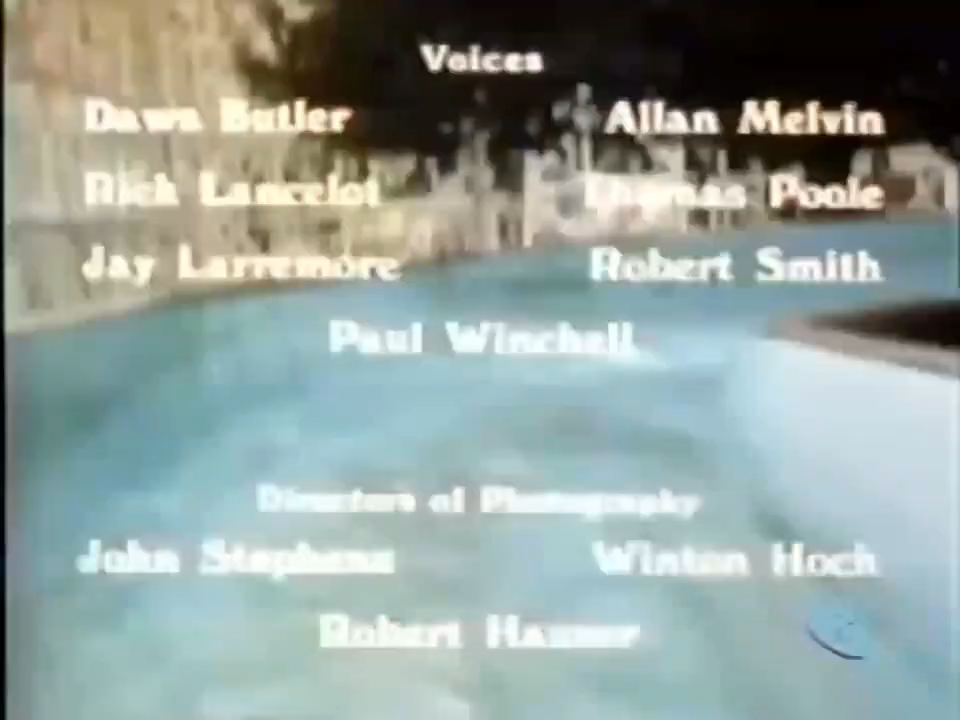 Voices
Daws Butler Allan Melvin
Rick Lancelot Thomas Poole
Jay Larremore Robert Smith
Paul Winchell
Directors of Photography
John Stephens Winton Hoch
Robert Hauser